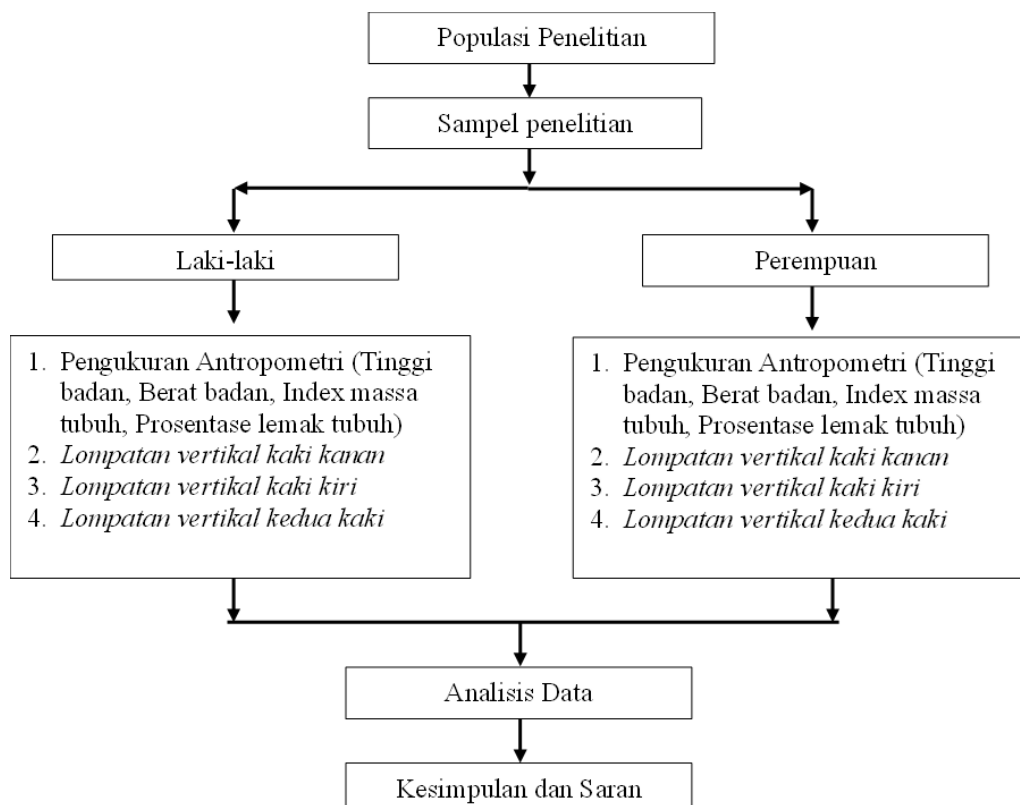 Populasi Penelitian
Sampel penelitian
Laki-laki
Perempuan
1. Pengukuran Antropometri (Tinggi
badan, Berat badan, Index massa
tubuh, Prosentase lemak tubuh)
2. Lompatan vertikal kaki kanan
3. Lompatan vertikal kaki kiri
4. Lompatan vertikal kedua kaki
1. Pengukuran Antropometri (Tinggi
badan, Berat badan, Index massa
tubuh, Prosentase lemak tubuh)
2. Lompatan vertikal kaki kanan
3. Lompatan vertikal kaki kiri
4. Lompatan vertikal kedua kaki
Analisis Data
Kesimpulan dan Saran